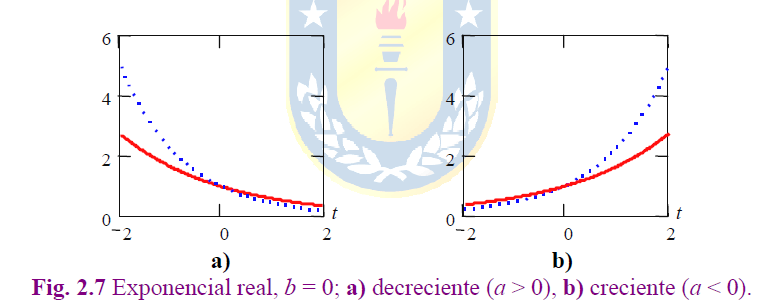 6 6
4 4
2 2
0 t 0 t
−2 0 2 −2 0 2
a) b)
Fig. 2.7 Exponencial real, b = 0; a) decreciente (a > 0), b) creciente (a < 0).